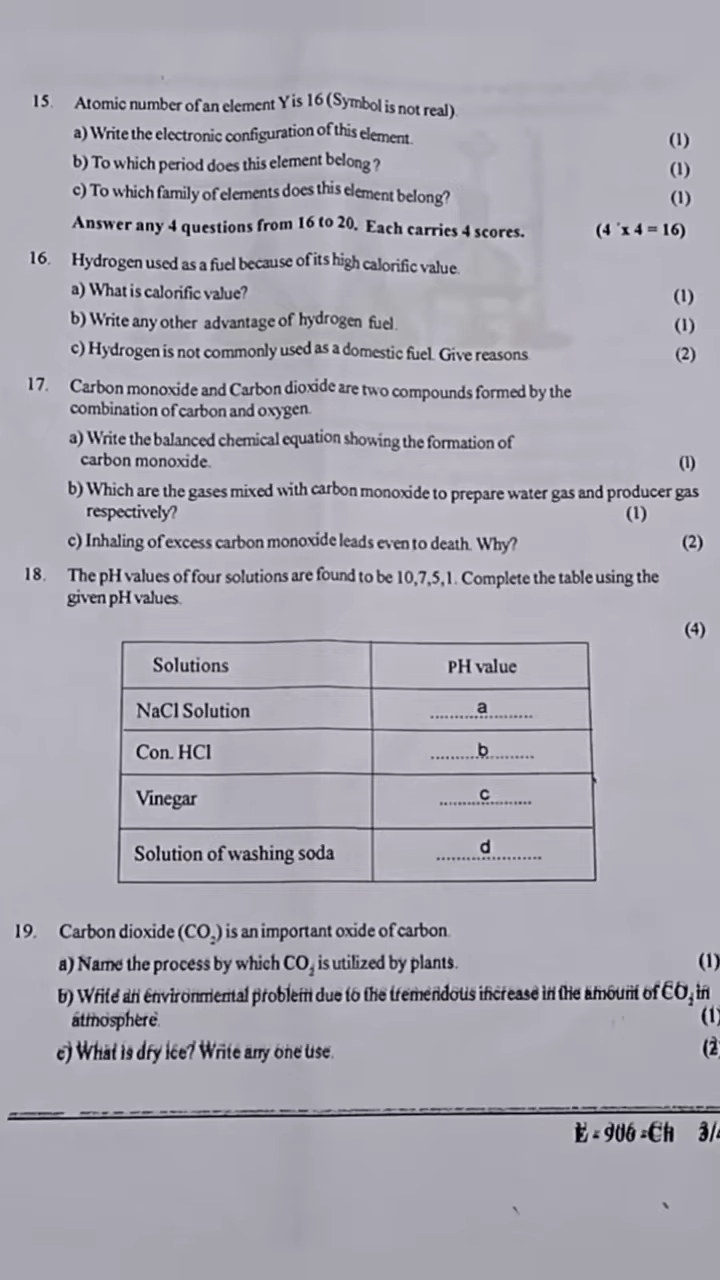 15. Atomic number of an element Y is 16 (Symbol is not real).
a) Write the electronic configuration of this element. (1)
b) To which period does this element belong? (1)
c) To which family of elements does this element belong? (1)
Answer any 4 questions from 16 to 20. Each carries 4 scores. (4 x 4 = 16)
16. Hydrogen used as a fuel because of its high calorific value.
a) What is calorific value? (1)
b) Write any other advantage of hydrogen fuel. (1)
c) Hydrogen is not commonly used as a domestic fuel. Give reasons. (2)
17. Carbon monoxide and Carbon dioxide are two compounds formed by the
combination of carbon and oxygen.
a) Write the balanced chemical equation showing the formation of
carbon monoxide. (1)
b) Which are the gases mixed with carbon monoxide to prepare water gas and producer gas
respectively? (1)
c) Inhaling of excess carbon monoxide leads even to death. Why? (2)
18. The pH values of four solutions are found to be 10,7,5,1. Complete the table using the
given pH values.
(4)
Solutions PH value
NaCl Solution ..........a..........
Con. HCl ..........b..........
Vinegar ..........c..........
Solution of washing soda ..........d..........
19. Carbon dioxide (CO₂) is an important oxide of carbon.
a) Name the process by which CO₂ is utilized by plants. (1)
b) Write an environmental problem due to the tremendous increase in the amount of CO₂ in
atmosphere. (1)
c) What is dry ice? Write any one use. (2)
E - 906 -Ch 3/